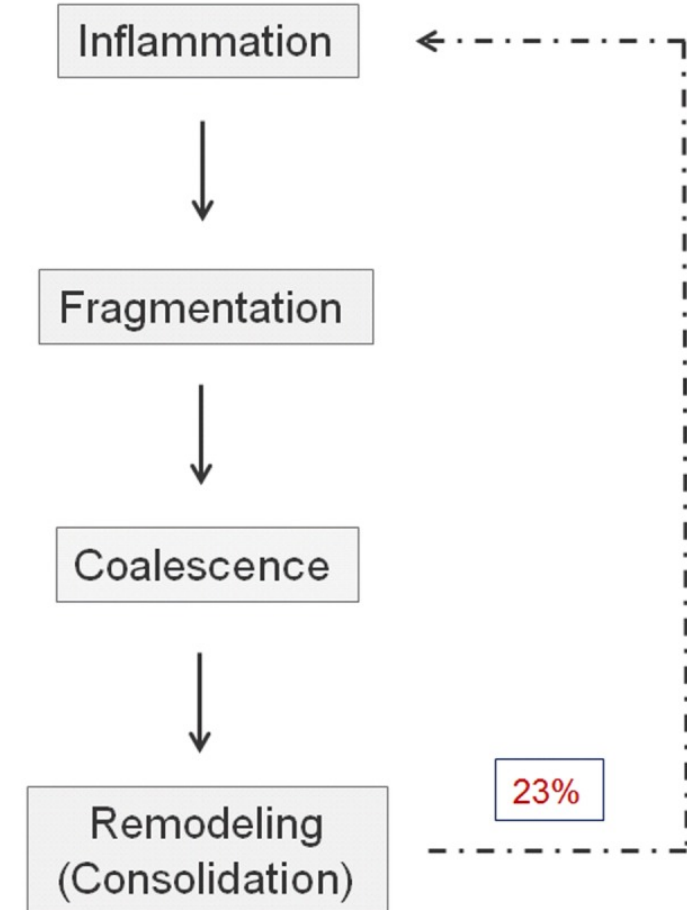 Inflammation
Fragmentation
Coalescence
23%
Remodeling
(Consolidation)